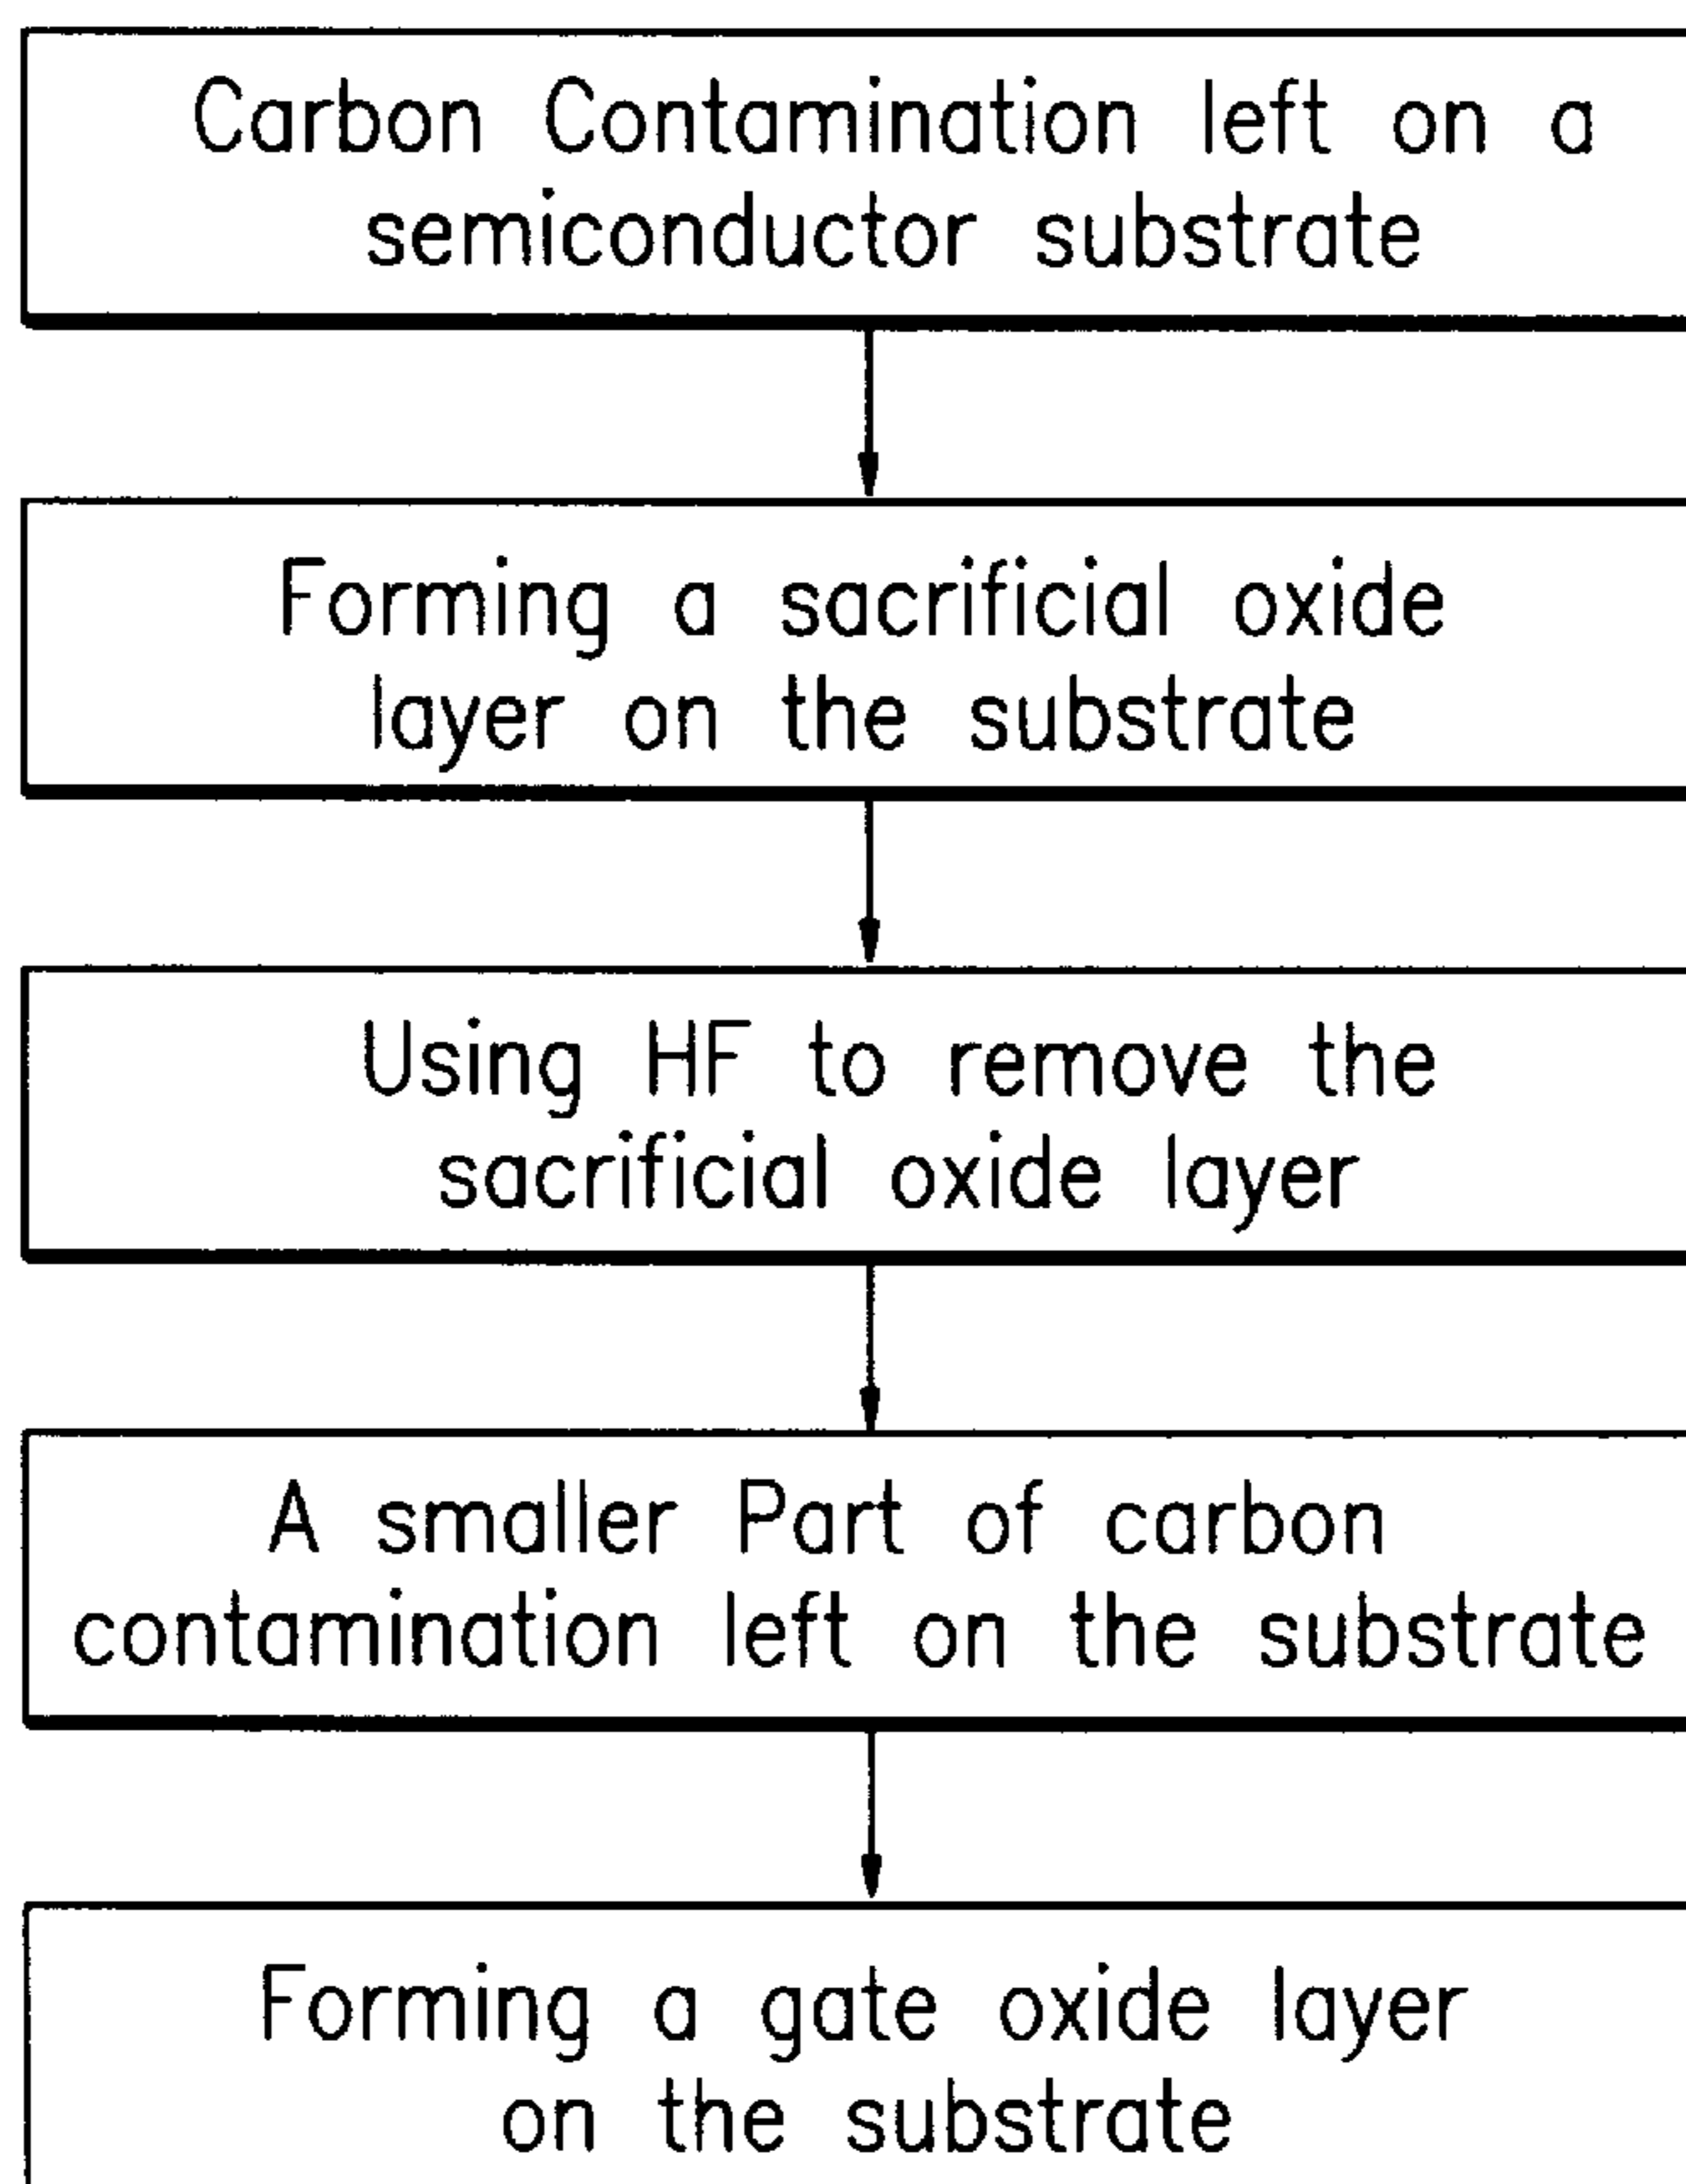 Carbon Contamination left on a
semiconductor substrate
Forming a sacrificial oxide
layer on the substrate
Using HF to remove the
sacrificial oxide layer
A smaller Part of carbon
contamination left on the substrate
Forming a gate oxide layer
on the substrate